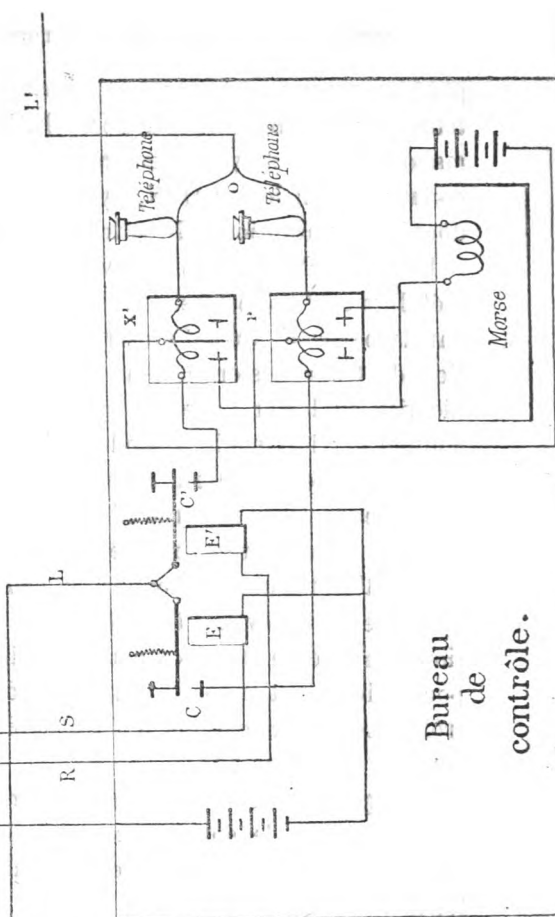 L'
Téléphone
Téléphone
X'
r
Morse
C'
E'
L
E
C
S
R
Bureau
de
contrôle.